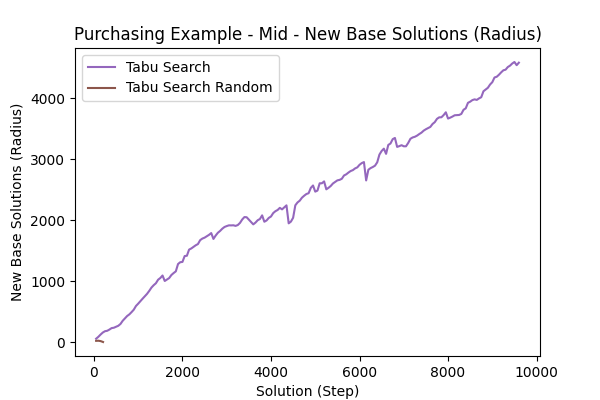 Purchasing Example - Mid - New Base Solutions (Radius)
Tabu Search
Tabu Search Random
New Base Solutions (Radius)
4000
3000
2000
1000
0
0 2000 4000 6000 8000 10000
Solution (Step)